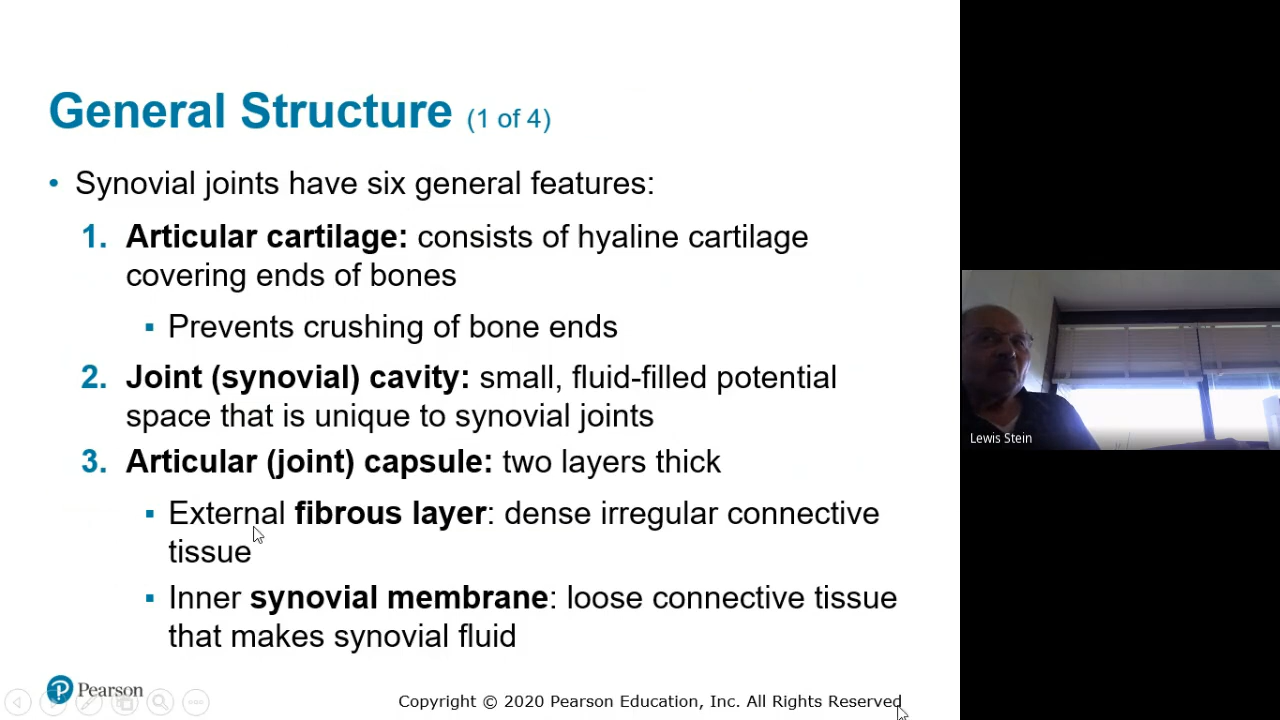 General Structure (1 of 4)
• Synovial joints have six general features:
1. Articular cartilage: consists of hyaline cartilage
covering ends of bones
▪ Prevents crushing of bone ends
2. Joint (synovial) cavity: small, fluid-filled potential
space that is unique to synovial joints
3. Articular (joint) capsule: two layers thick
▪ External fibrous layer: dense irregular connective
tissue
▪ Inner synovial membrane: loose connective tissue
that makes synovial fluid
Lewis Stein
P Pearson
Copyright © 2020 Pearson Education, Inc. All Rights Reserved